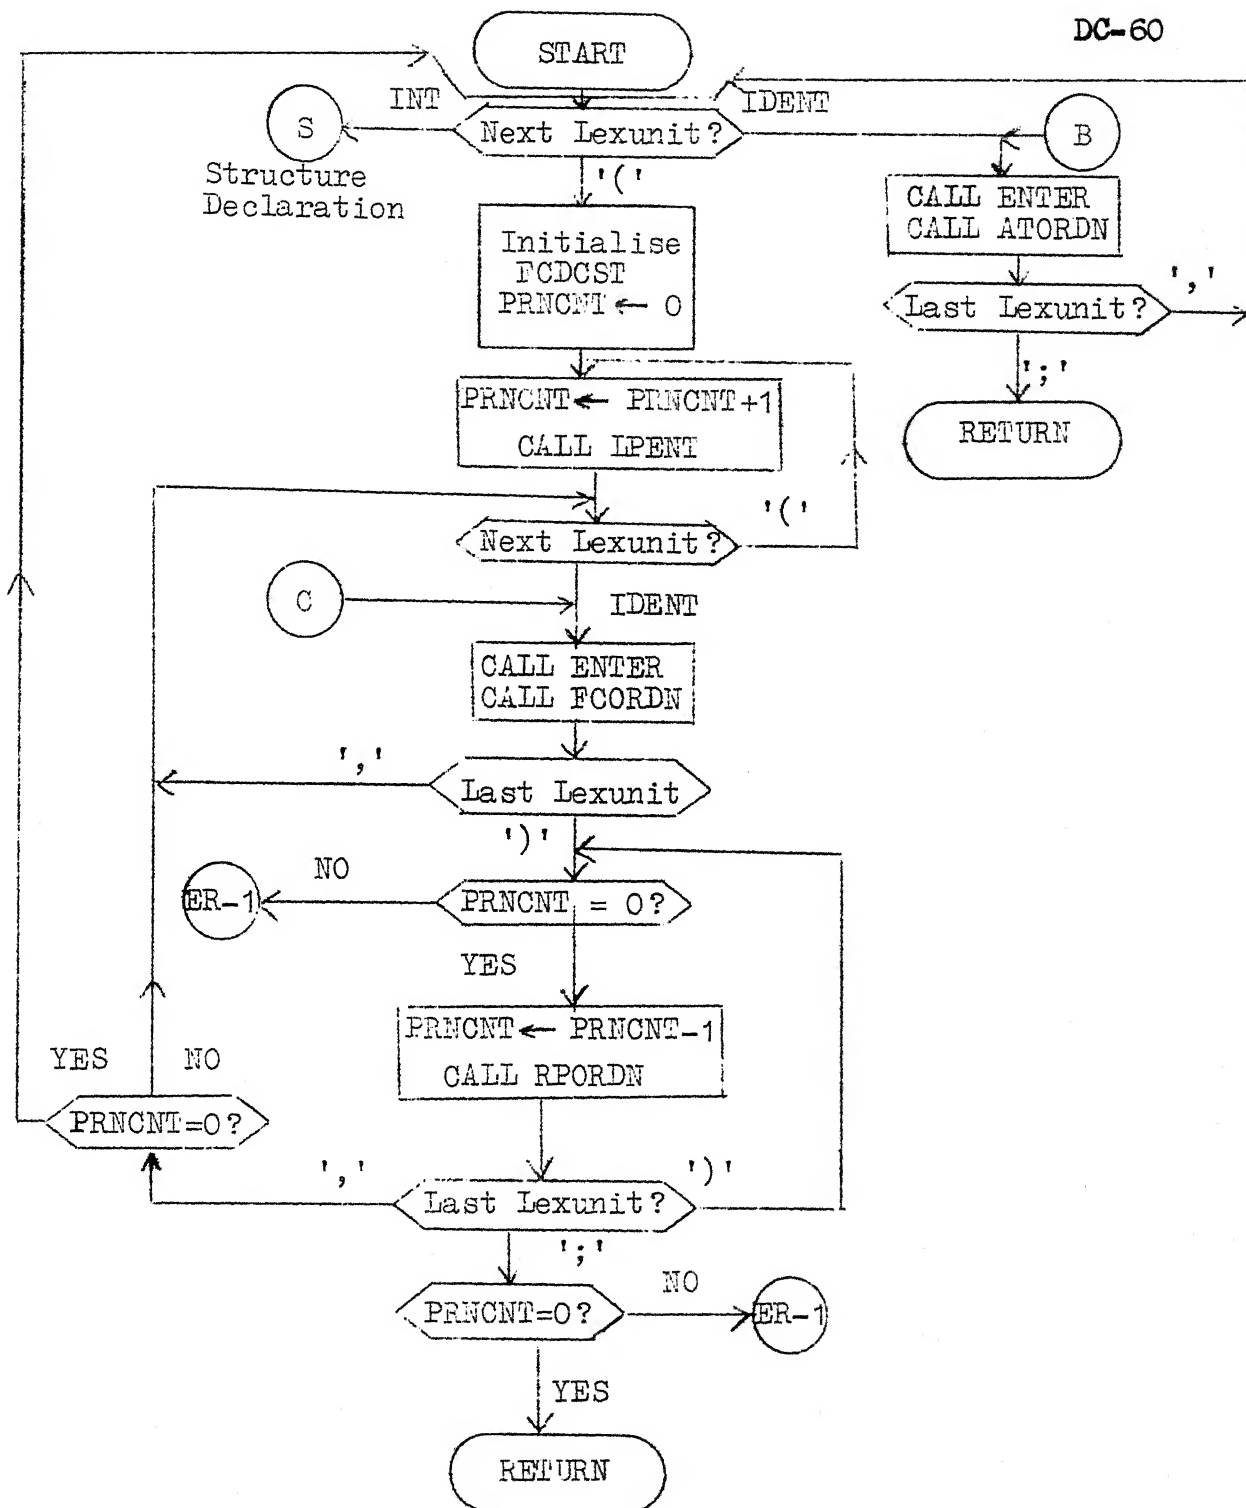 DC-60
START
INT
IDENT
S
Next Lexunit?
B
Structure
Declaration
'('
CALL ENTER
CALL ATORDN
Initialise
FCDCST
PRNCNT ← 0
Last Lexunit?
','
';'
RETURN
PRNCNT ← PRNCNT+1
CALL LPENT
Next Lexunit?
'('
C
IDENT
CALL ENTER
CALL FCORDN
','
Last Lexunit
')'
NO
ER-1
PRNCNT = 0?
YES
PRNCNT ← PRNCNT-1
CALL RPORDN
YES
NO
PRNCNT=0?
','
Last Lexunit?
')'
';'
PRNCNT=0?
NO
ER-1
YES
RETURN